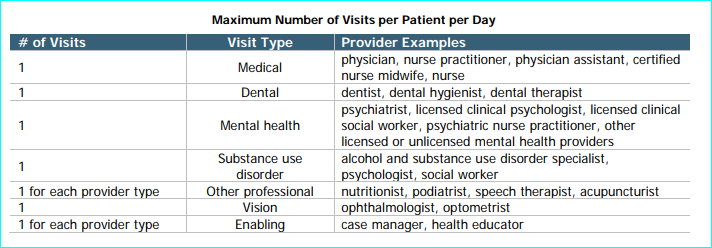 Maximum Number of Visits per Patient per Day
# of Visits Visit Type Provider Examples
1 Medical physician, nurse practitioner, physician assistant, certified
nurse midwife, nurse
1 Dental dentist, dental hygienist, dental therapist
1 Mental health psychiatrist, licensed clinical psychologist, licensed clinical
social worker, psychiatric nurse practitioner, other
licensed or unlicensed mental health providers
1 Substance use alcohol and substance use disorder specialist,
disorder psychologist, social worker
1 for each provider type Other professional nutritionist, podiatrist, speech therapist, acupuncturist
1 Vision ophthalmologist, optometrist
1 for each provider type Enabling case manager, health educator